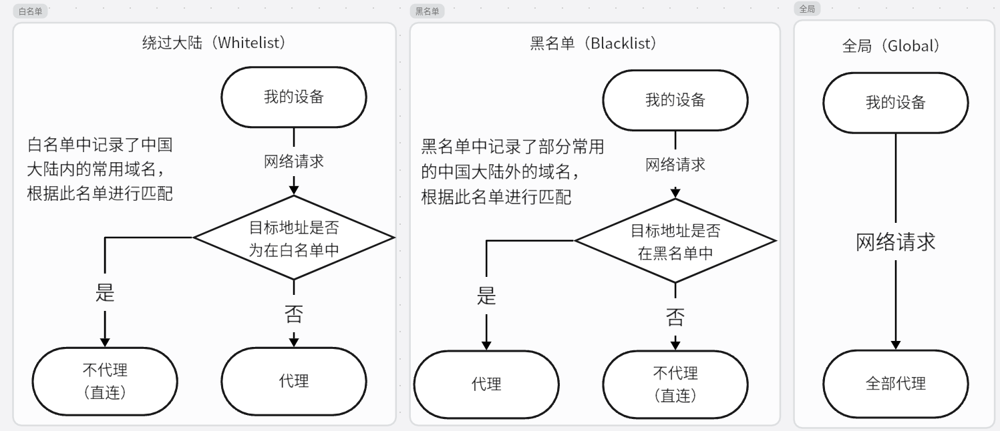 白名单
绕过大陆（Whitelist）
我的设备
白名单中记录了中国
大陆内的常用域名，
根据此名单进行匹配
网络请求
目标地址是否
为在白名单中
是
否
不代理
（直连）
代理
黑名单
黑名单（Blacklist）
我的设备
黑名单中记录了部分常用
的中国大陆外的域名，
根据此名单进行匹配
网络请求
目标地址是否
在黑名单中
是
否
代理
不代理
（直连）
全局
全局（Global）
我的设备
网络请求
全部代理